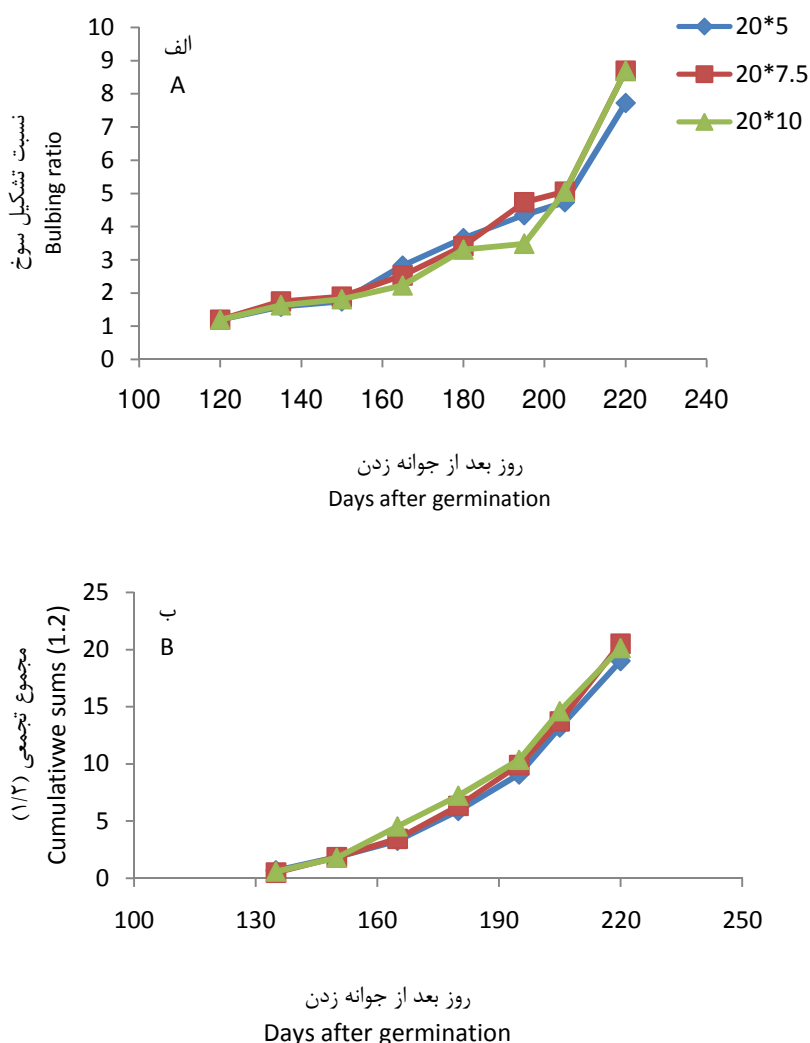 10
9
8
7
6
5
4
3
2
1
0
الف
A
20*5
20*7.5
20*10
نسبت تشکیل سوخ
Bulbing ratio
100 120 140 160 180 200 220 240
روز بعد از جوانه زدن
Days after germination
25
20
15
10
5
0
ب
B
مجموع تجمعی (۱/۲)
Cumulativwe sums (1.2)
100 130 160 190 220 250
روز بعد از جوانه زدن
Days after germination